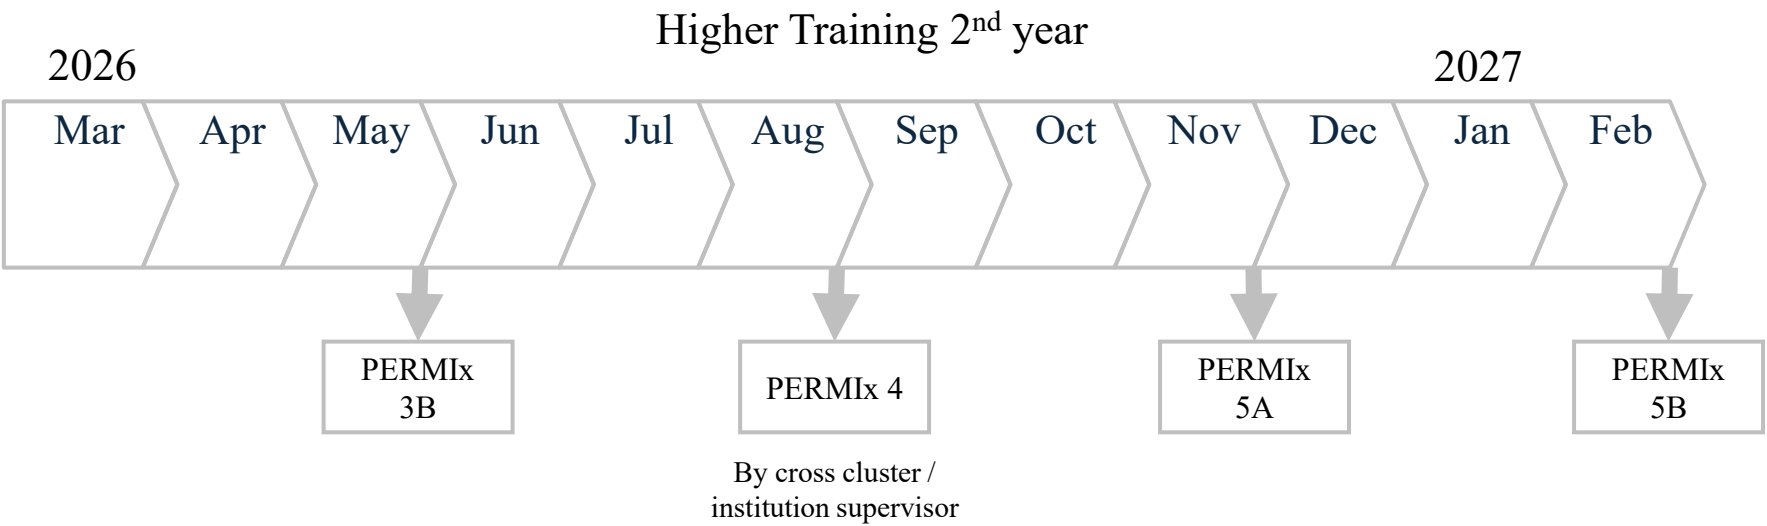 Higher Training 2nd year
2026
2027
Mar
Apr
May
Jun
Jul
Aug
Sep
Oct
Nov
Dec
Jan
Feb
PERMIx
3B
PERMIx 4
PERMIx
5A
PERMIx
5B
By cross cluster /
institution supervisor